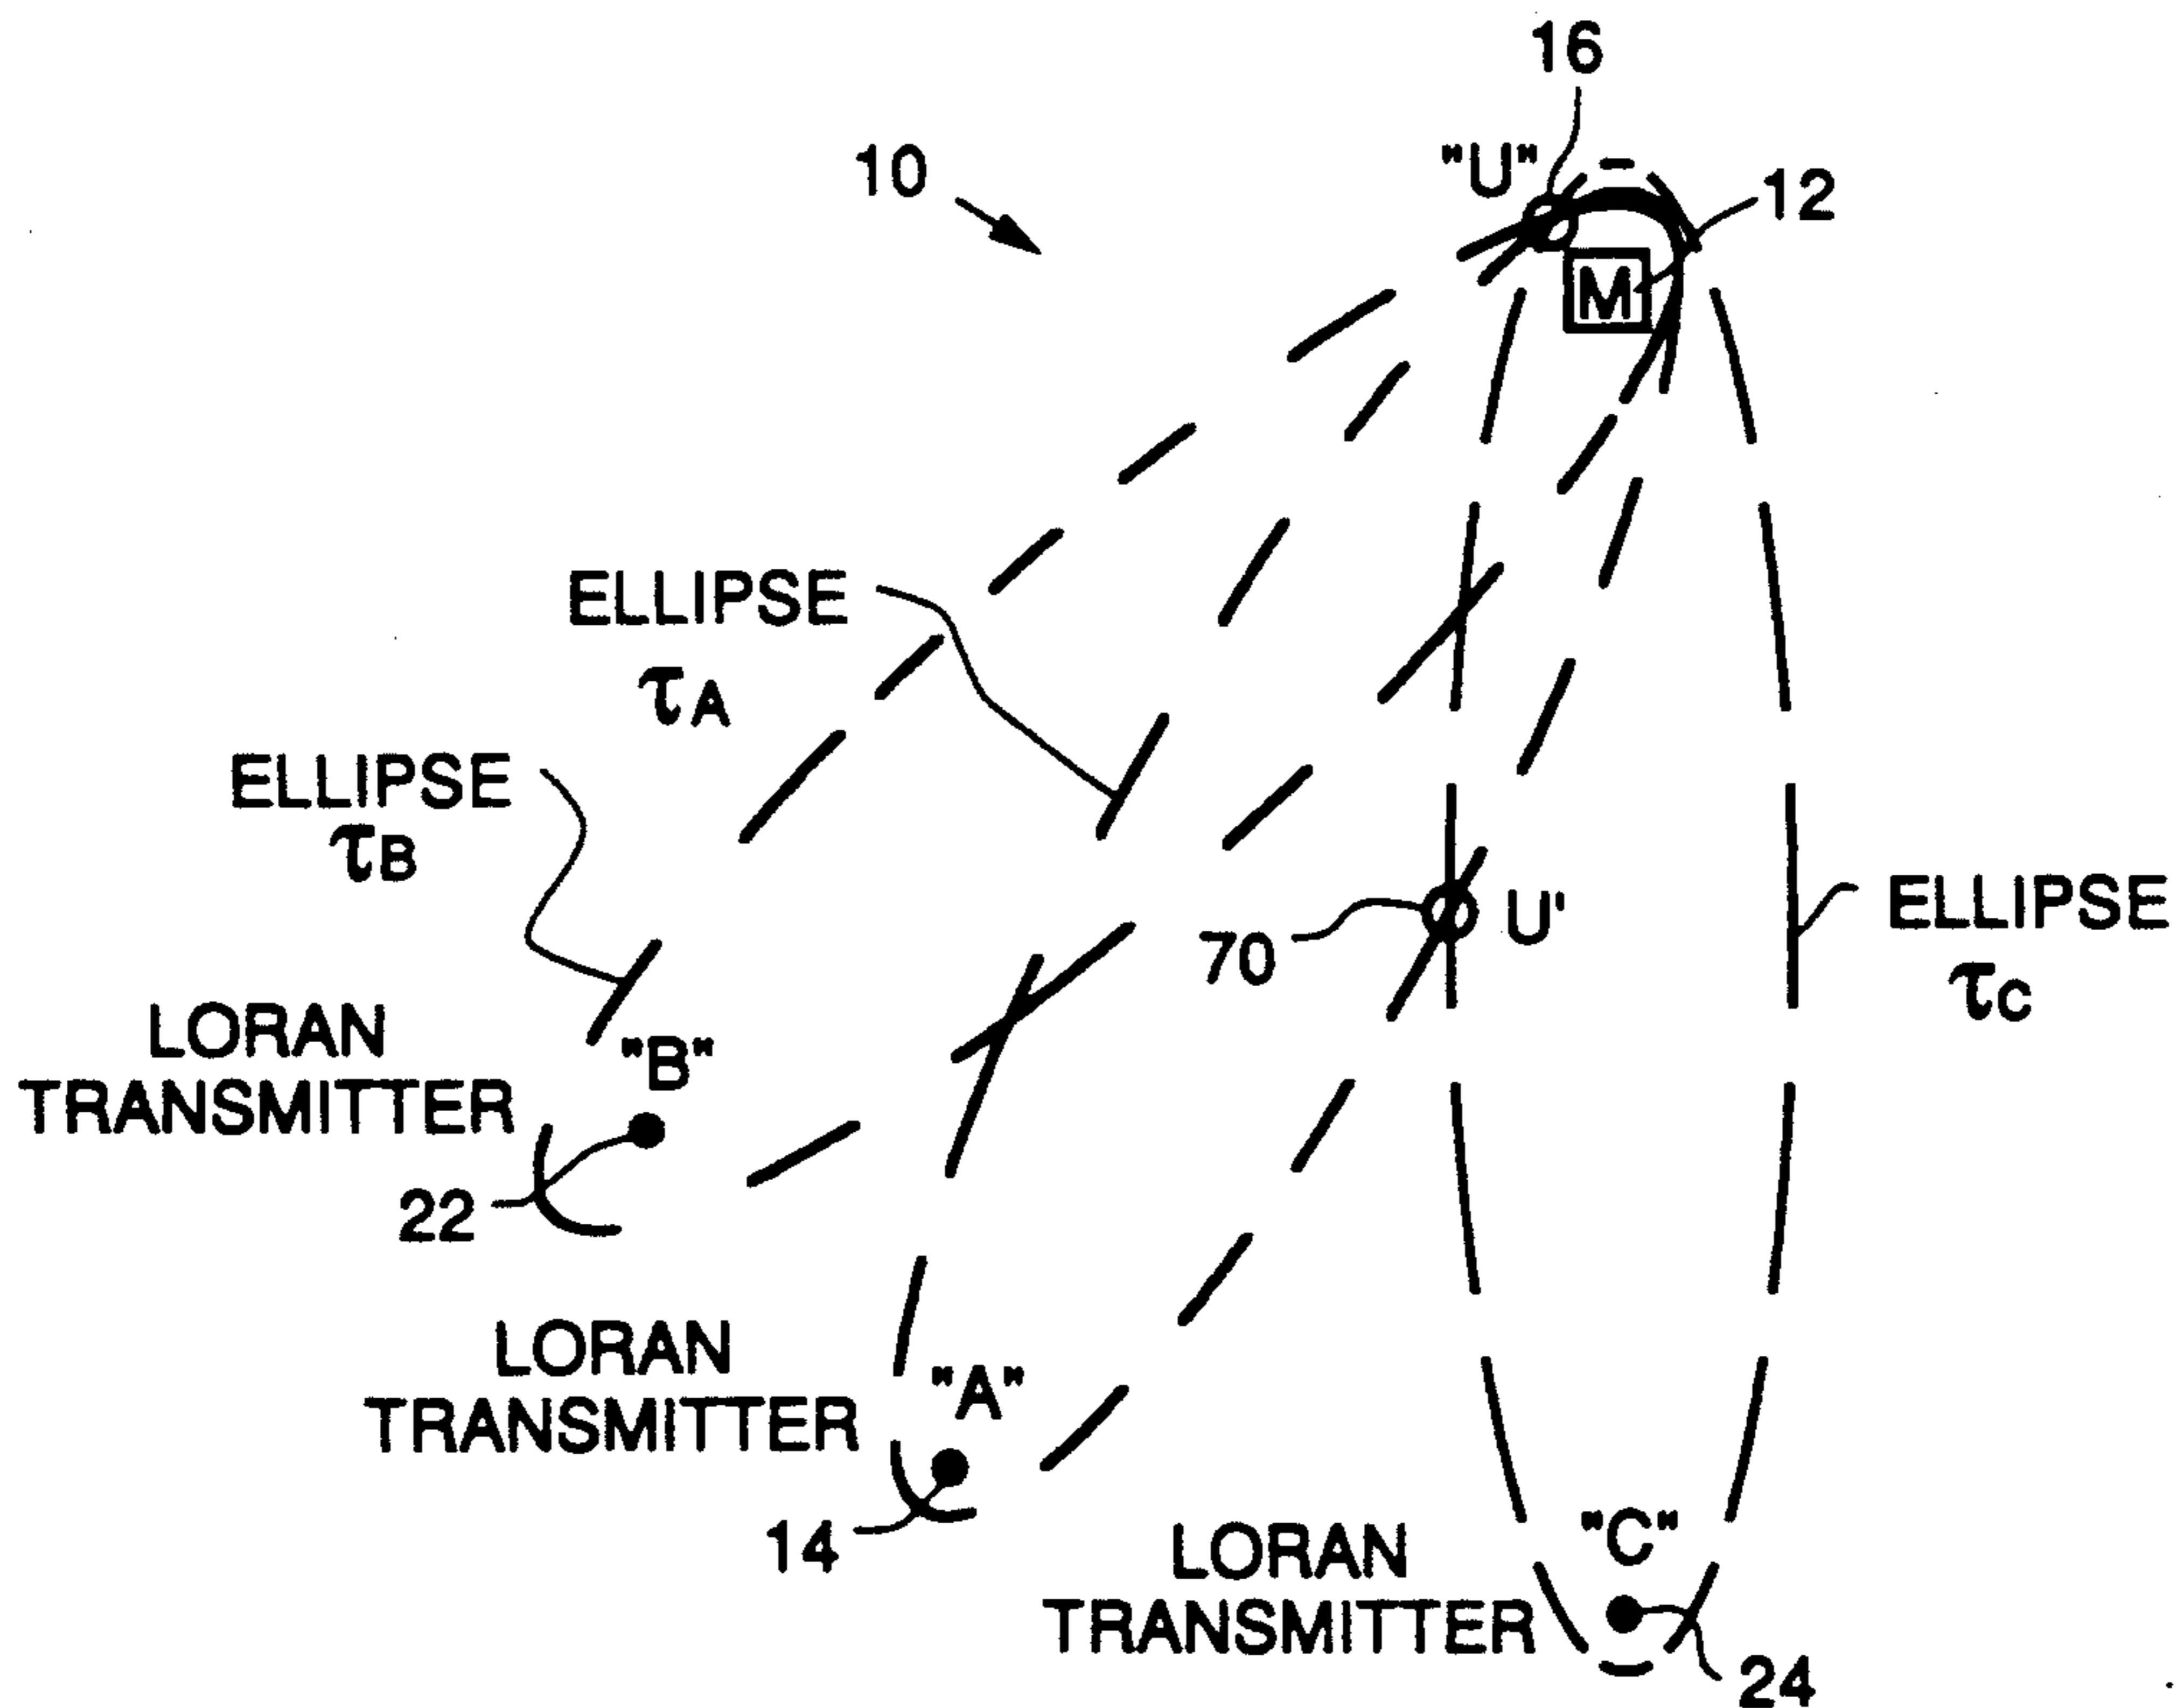 16
10
"U"
12
M
ELLIPSE
τA
ELLIPSE
τB
70
U'
ELLIPSE
τC
LORAN
TRANSMITTER
"B"
22
LORAN
TRANSMITTER
"A"
14
LORAN
TRANSMITTER
"C"
24